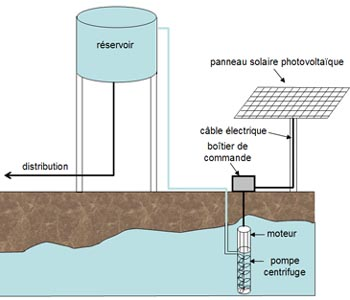 réservoir
panneau solaire photovoltaïque
câble électrique
boîtier de
commande
distribution
moteur
pompe
centrifuge